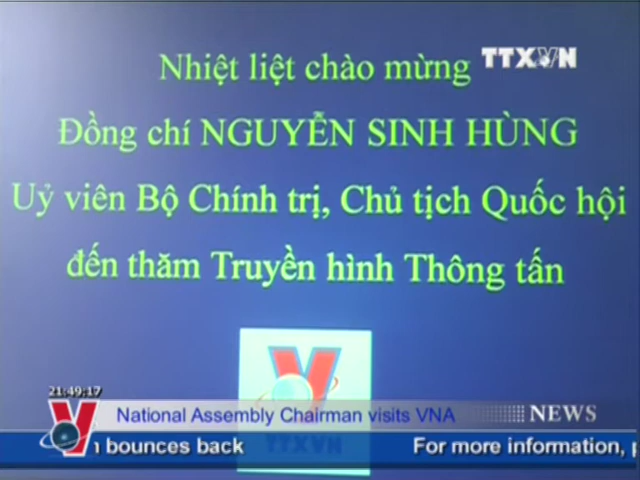 Nhiệt liệt chào mừng
TTXVN
Đồng chí NGUYỄN SINH HÙNG
Uỷ viên Bộ Chính trị, Chủ tịch Quốc hội
đến thăm Truyền hình Thông tấn
21:49:17
V
National Assembly Chairman visits VNA
NEWS
TTXVN
bounces back
For more information,